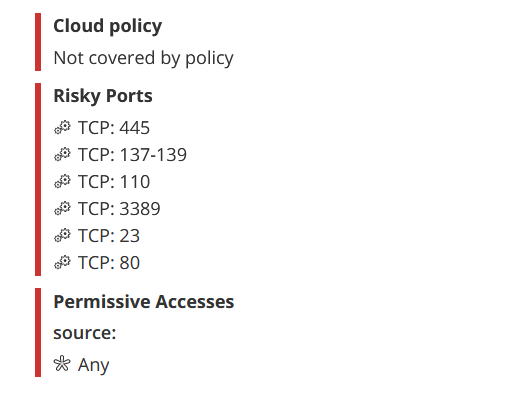 Cloud policy
Not covered by policy
Risky Ports
TCP: 445
TCP: 137-139
TCP: 110
TCP: 3389
TCP: 23
TCP: 80
Permissive Accesses
source:
Any